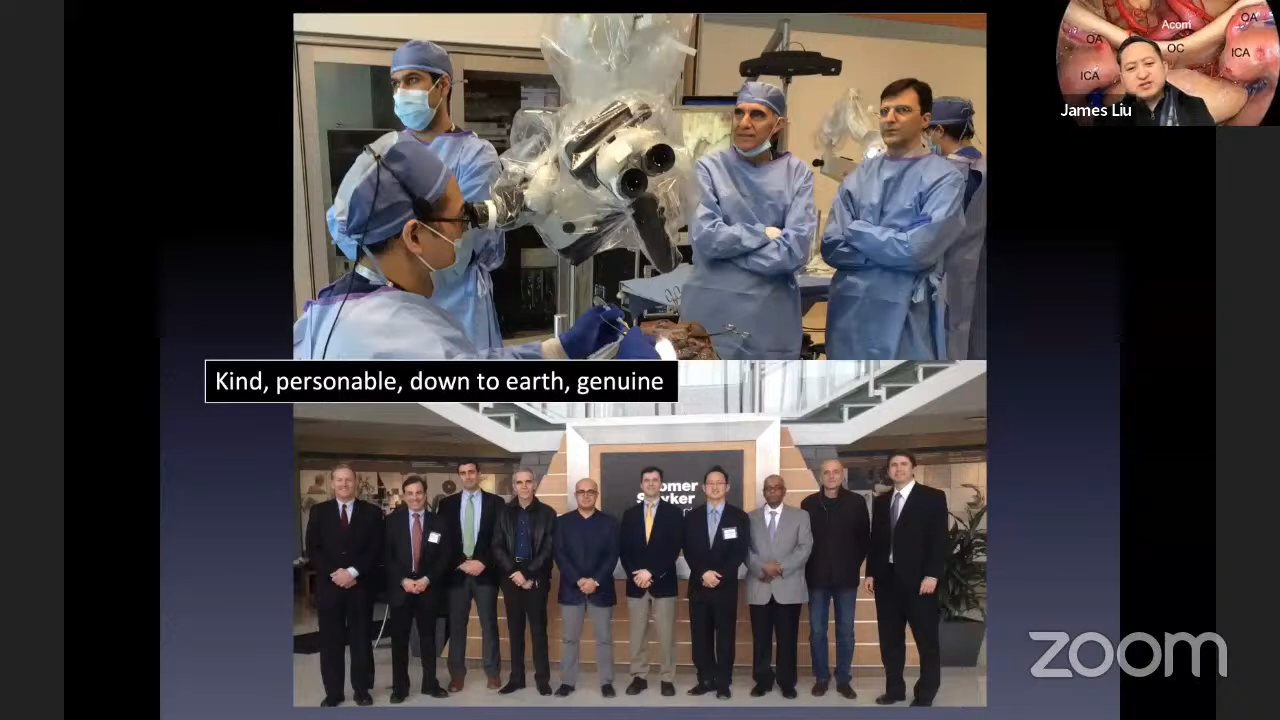 OA
Acom
OA
OC
ICA
ICA
James Liu
Kind, personable, down to earth, genuine
zoom